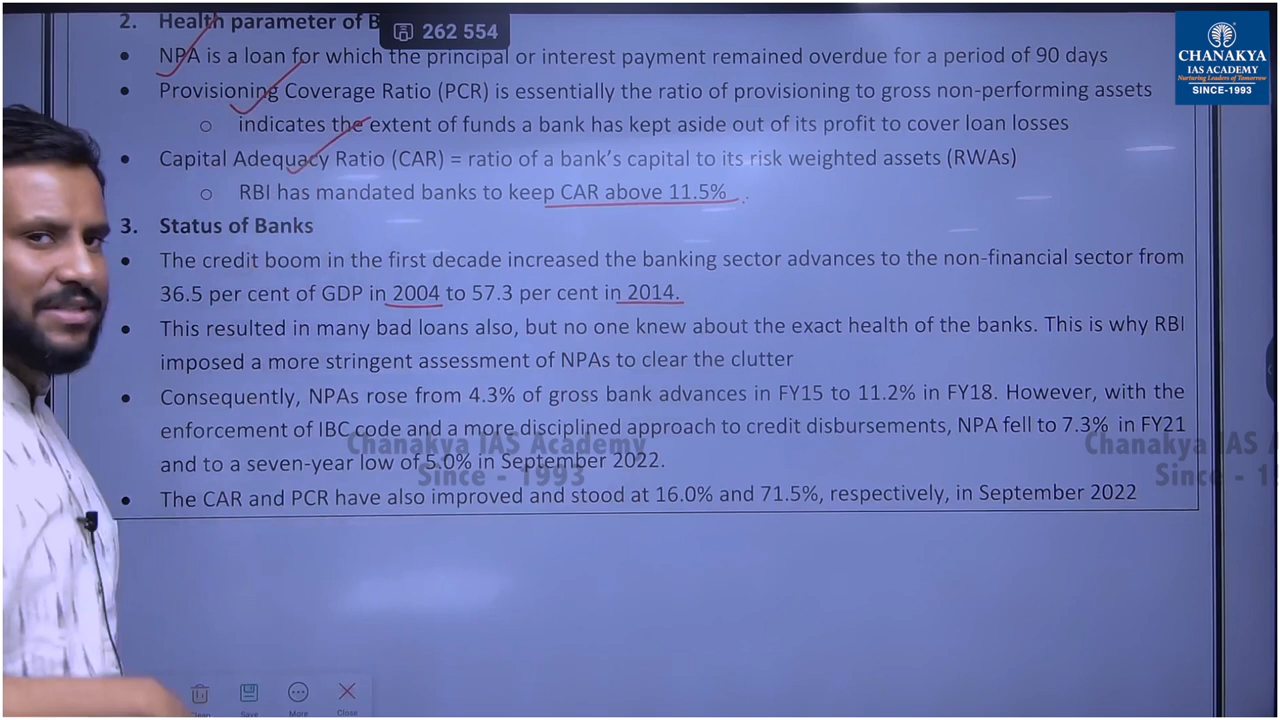 2. Health parameter of B
262 554
• NPA is a loan for which the principal or interest payment remained overdue for a period of 90 days
• Provisioning Coverage Ratio (PCR) is essentially the ratio of provisioning to gross non-performing assets
o indicates the extent of funds a bank has kept aside out of its profit to cover loan losses
• Capital Adequacy Ratio (CAR) = ratio of a bank's capital to its risk weighted assets (RWAs)
o RBI has mandated banks to keep CAR above 11.5%
3. Status of Banks
• The credit boom in the first decade increased the banking sector advances to the non-financial sector from
36.5 per cent of GDP in 2004 to 57.3 per cent in 2014.
• This resulted in many bad loans also, but no one knew about the exact health of the banks. This is why RBI
imposed a more stringent assessment of NPAs to clear the clutter
• Consequently, NPAs rose from 4.3% of gross bank advances in FY15 to 11.2% in FY18. However, with the
enforcement of IBC code and a more disciplined approach to credit disbursements, NPA fell to 7.3% in FY21
and to a seven-year low of 5.0% in September 2022.
• The CAR and PCR have also improved and stood at 16.0% and 71.5%, respectively, in September 2022
Chanakya IAS Academy
Since - 1993
Chanakya IAS A
Since - 1
CHANAKYA
IAS ACADEMY
Nurturing Leaders of Tomorrow
SINCE-1993
Clean Save More Close